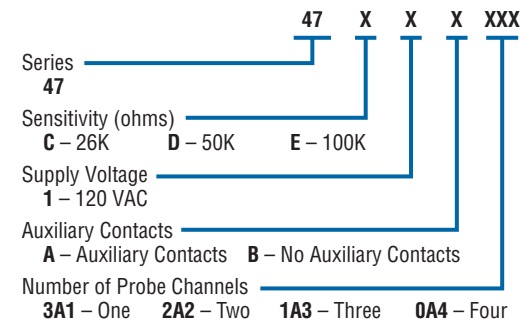 47 X X X XXX
Series
47
Sensitivity (ohms)
C – 26K D – 50K E – 100K
Supply Voltage
1 – 120 VAC
Auxiliary Contacts
A – Auxiliary Contacts B – No Auxiliary Contacts
Number of Probe Channels
3A1 – One 2A2 – Two 1A3 – Three 0A4 – Four